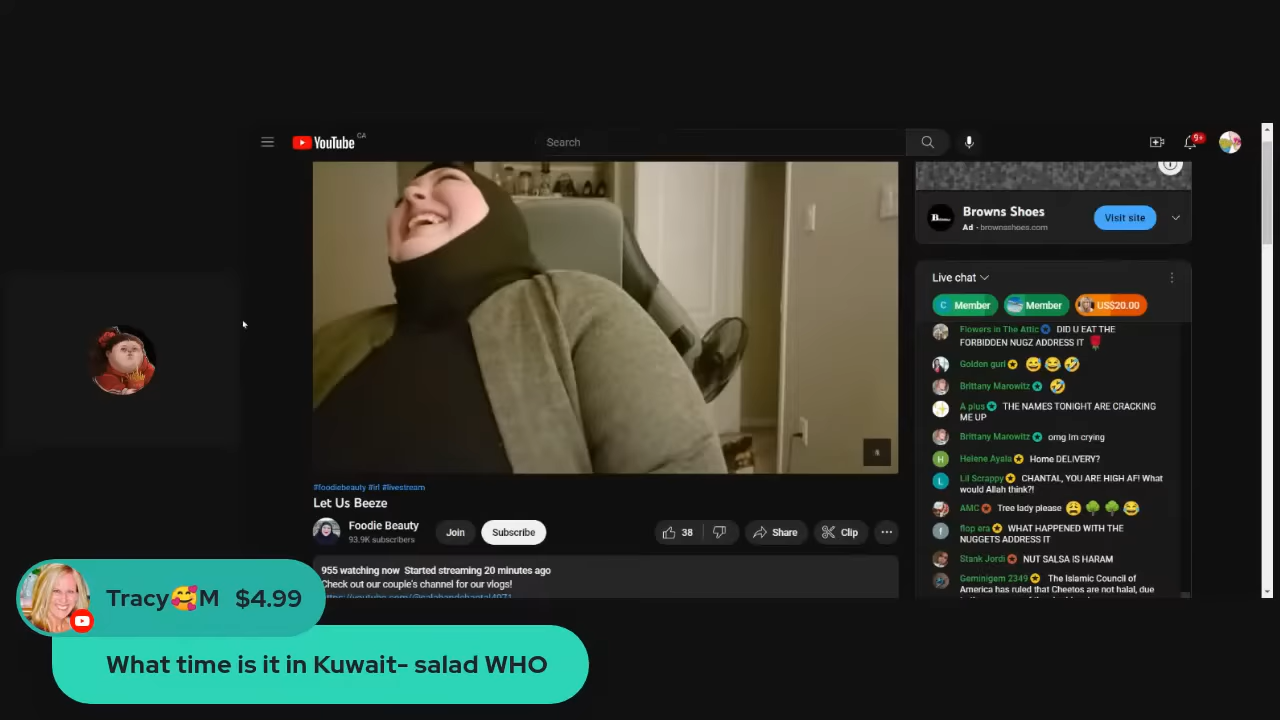 YouTube CA
Search
9+
Browns Shoes
Ad · brownsshoes.com
Visit site
Live chat
C Member
Member
US$20.00
Flowers in The Attic DID U EAT THE
FORBIDDEN NUGZ ADDRESS IT 🌹
Golden gurl 😅 😂 🤣
Brittany Marowitz 🤣
A plus THE NAMES TONIGHT ARE CRACKING
ME UP
Brittany Marowitz omg Im crying
H Helene Ayala Home DELIVERY?
L Lil Scrappy CHANTAL, YOU ARE HIGH AF! What
would Allah think?!
AMC Tree lady please 😩 🌳 🌳 😂
f flop era WHAT HAPPENED WITH THE
NUGGETS ADDRESS IT
Stank Jordi NUT SALSA IS HARAM
Geminigem 2349 The Islamic Council of
America has ruled that Cheetos are not halal, due
#foodiebeauty #irl #livestream
Let Us Beeze
Foodie Beauty
93.9K subscribers
Join
Subscribe
38
Share
Clip
955 watching now Started streaming 20 minutes ago
Check out our couple's channel for our vlogs!
Tracy🥰M $4.99
What time is it in Kuwait- salad WHO